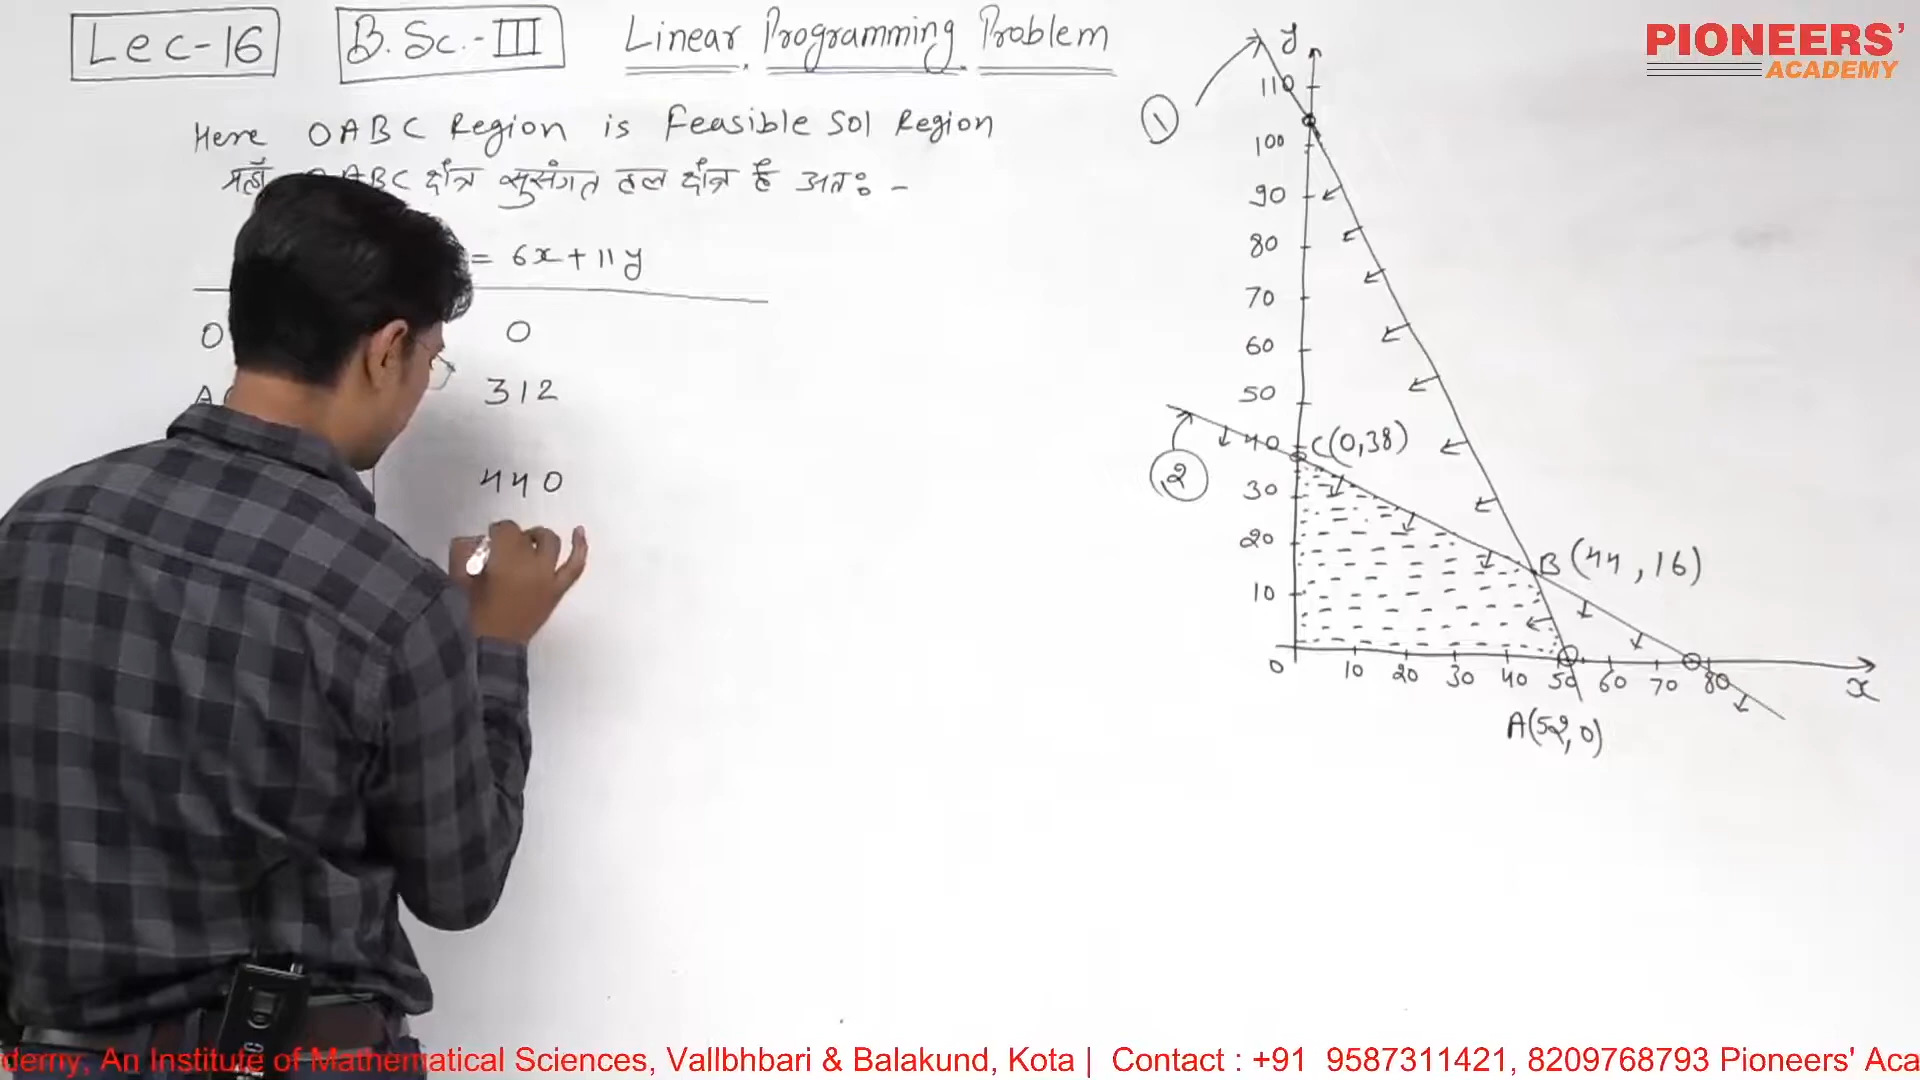 Lec-16 B.Sc.-III Linear Programming Problem
PIONEERS' ACADEMY
Here OABC Region is Feasible Sol Region
ABC क्षेत्र सुसंगत हल क्षेत्र है अतः -
= 6x+11y
O 0
A( 312
440
y
110
100
90
80
70
60
50
40
30
20
10
0 10 20 30 40 50 60 70 80 x
1
2
C(0,38)
B(44,16)
A(52,0)
demy, An Institute of Mathematical Sciences, Vallbhbari & Balakund, Kota | Contact : +91 9587311421, 8209768793 Pioneers' Aca